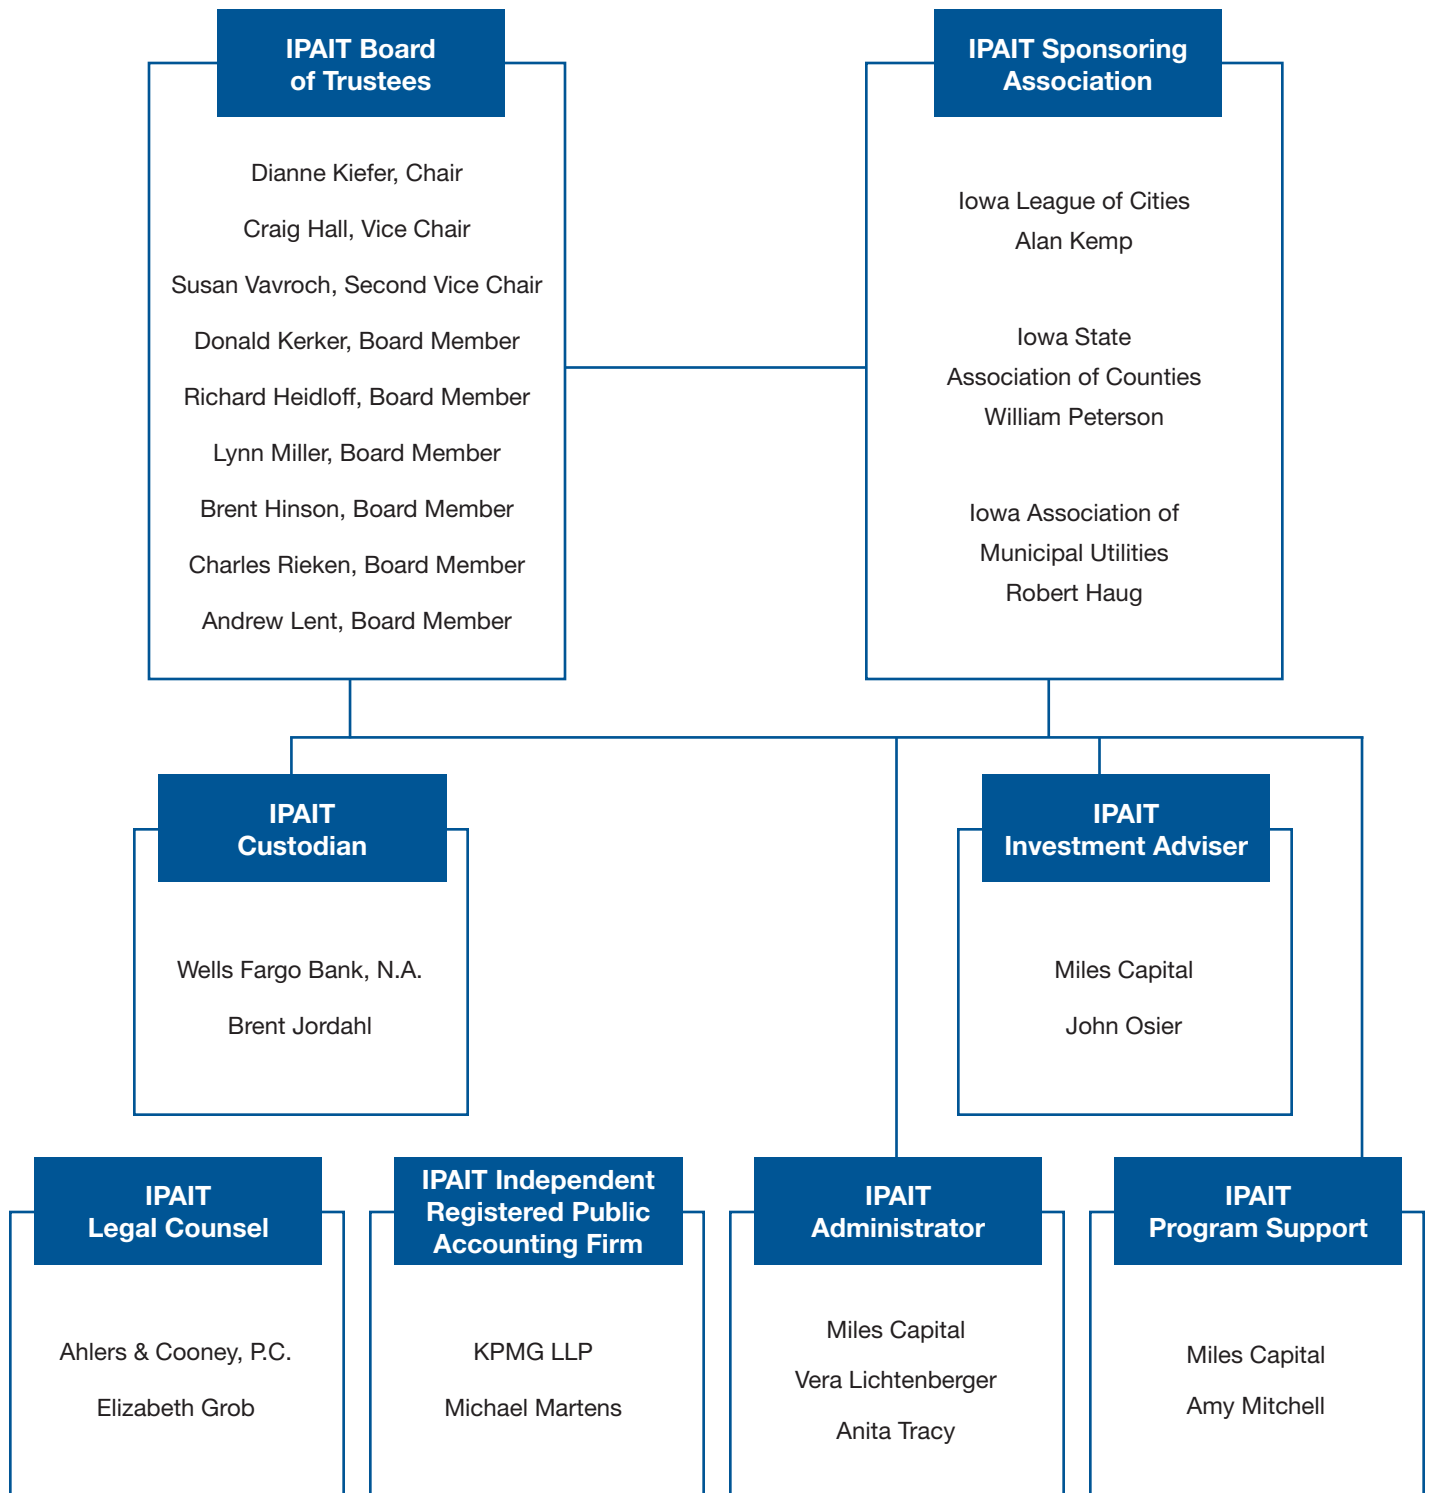 IPAIT Board
of Trustees
Dianne Kiefer, Chair
Craig Hall, Vice Chair
Susan Vavroch, Second Vice Chair
Donald Kerker, Board Member
Richard Heidloff, Board Member
Lynn Miller, Board Member
Brent Hinson, Board Member
Charles Rieken, Board Member
Andrew Lent, Board Member
IPAIT Sponsoring
Association
Iowa League of Cities
Alan Kemp
Iowa State
Association of Counties
William Peterson
Iowa Association of
Municipal Utilities
Robert Haug
IPAIT
Custodian
Wells Fargo Bank, N.A.
Brent Jordahl
IPAIT
Investment Adviser
Miles Capital
John Osier
IPAIT
Legal Counsel
Ahlers & Cooney, P.C.
Elizabeth Grob
IPAIT Independent
Registered Public
Accounting Firm
KPMG LLP
Michael Martens
IPAIT
Administrator
Miles Capital
Vera Lichtenberger
Anita Tracy
IPAIT
Program Support
Miles Capital
Amy Mitchell